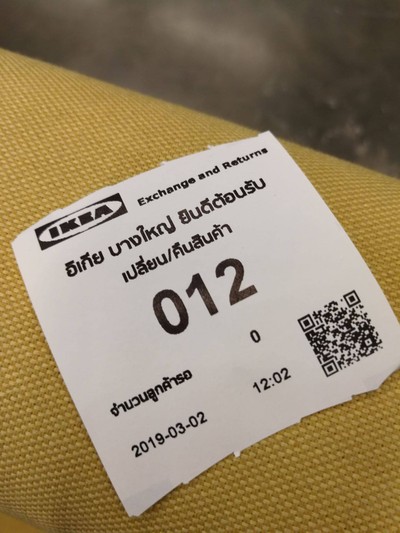 IKEA Exchange and Returns
อิเกีย บางใหญ่ ยินดีต้อนรับ
เปลี่ยน/คืนสินค้า
012
จำนวนลูกค้ารอ 0
2019-03-02 12:02